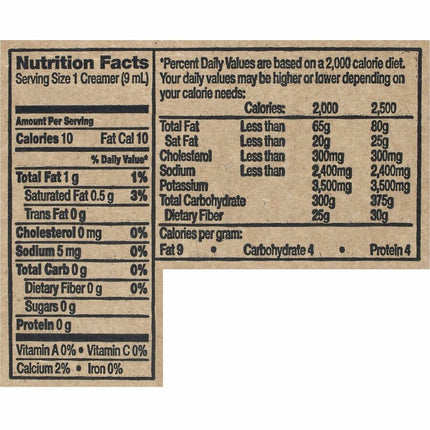 Nutrition Facts
Serving Size 1 Creamer (9 mL)
Amount Per Serving
Calories 10 Fat Cal 10
% Daily Value*
Total Fat 1 g 1%
Saturated Fat 0.5 g 3%
Trans Fat 0 g
Cholesterol 0 mg 0%
Sodium 5 mg 0%
Total Carb 0 g 0%
Dietary Fiber 0 g 0%
Sugars 0 g
Protein 0 g
Vitamin A 0% • Vitamin C 0%
Calcium 2% • Iron 0%
*Percent Daily Values are based on a 2,000 calorie diet.
Your daily values may be higher or lower depending on
your calorie needs:
Calories: 2,000 2,500
Total Fat Less than 65g 80g
Sat Fat Less than 20g 25g
Cholesterol Less than 300mg 300mg
Sodium Less than 2,400mg 2,400mg
Potassium 3,500mg 3,500mg
Total Carbohydrate 300g 375g
Dietary Fiber 25g 30g
Calories per gram:
Fat 9 • Carbohydrate 4 • Protein 4